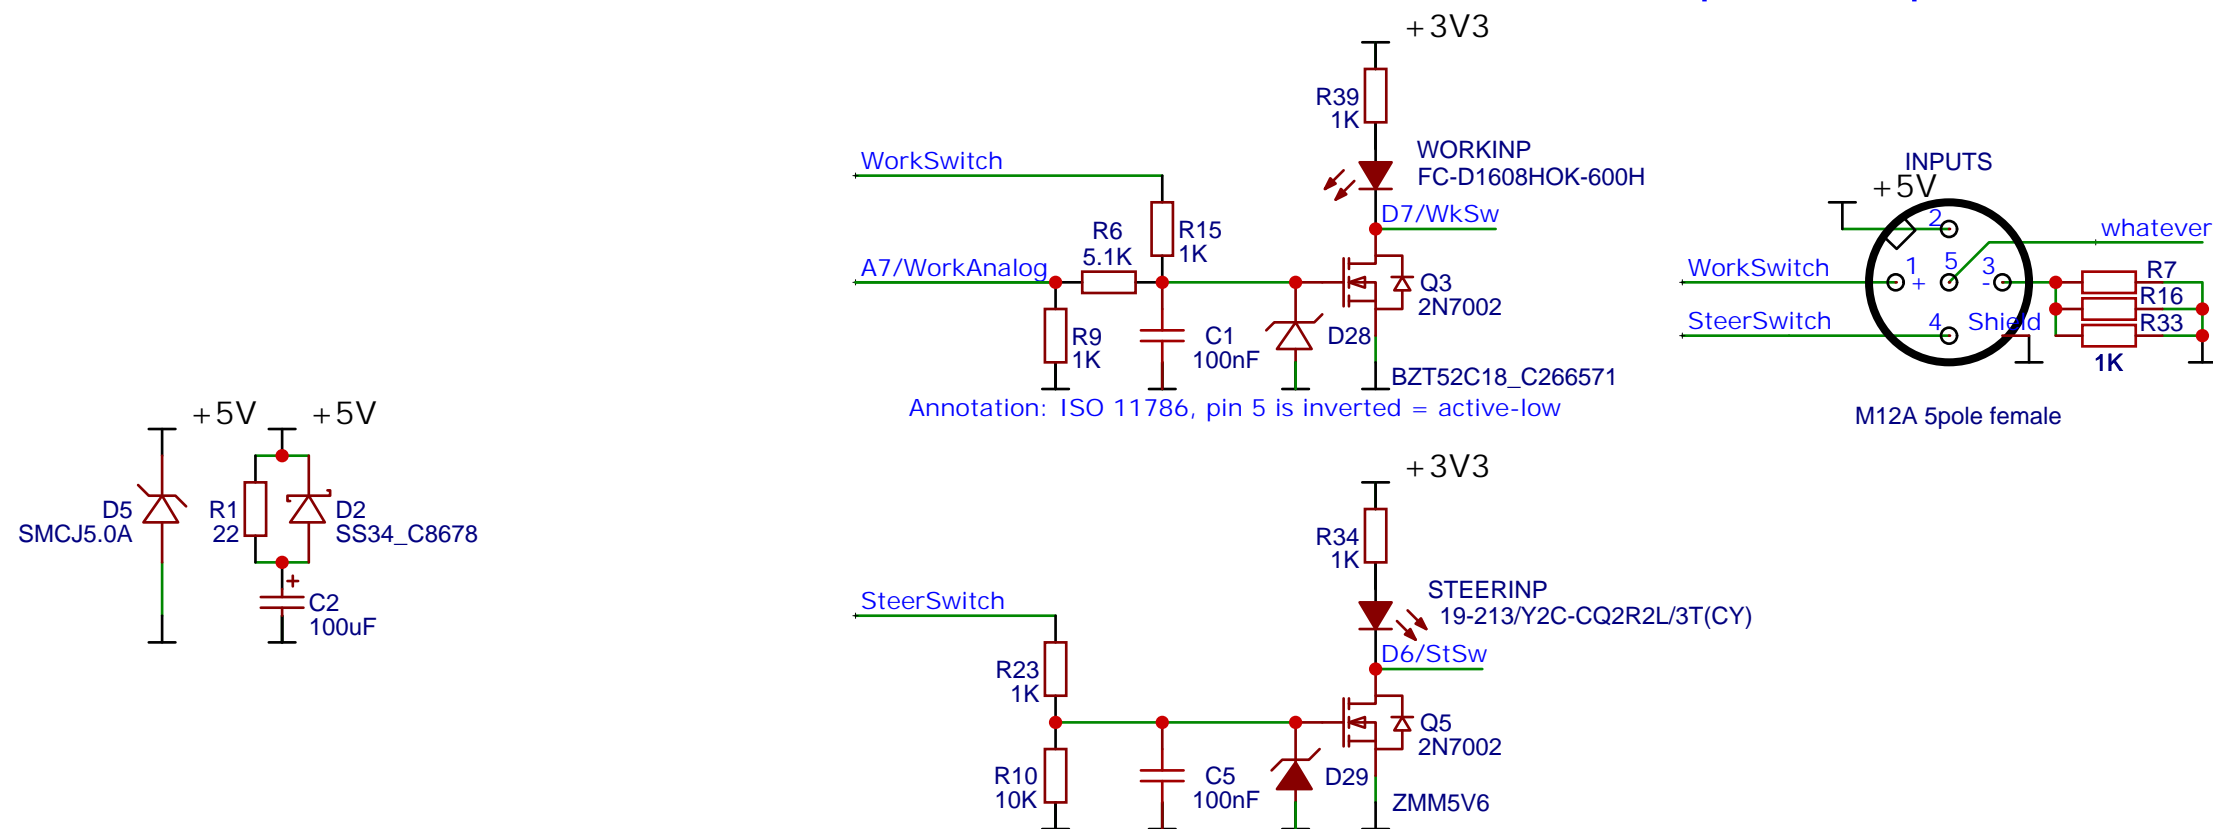 +3V3
R39
1K
WORKINP
FC-D1608HOK-600H
WorkSwitch
D7/WkSw
R6
5.1K
R15
1K
A7/WorkAnalog
Q3
2N7002
R9
1K
C1
100nF
D28
BZT52C18_C266571
Annotation: ISO 11786, pin 5 is inverted = active-low
INPUTS
+5V
2
whatever
WorkSwitch
1
+
5
3
-
R7
R16
SteerSwitch
4
Shield
R33
1K
M12A 5pole female
+5V
+5V
D5
SMCJ5.0A
R1
22
D2
SS34_C8678
+
C2
100uF
+3V3
R34
1K
STEERINP
19-213/Y2C-CQ2R2L/3T(CY)
SteerSwitch
D6/StSw
R23
1K
Q5
2N7002
R10
10K
C5
100nF
D29
ZMM5V6